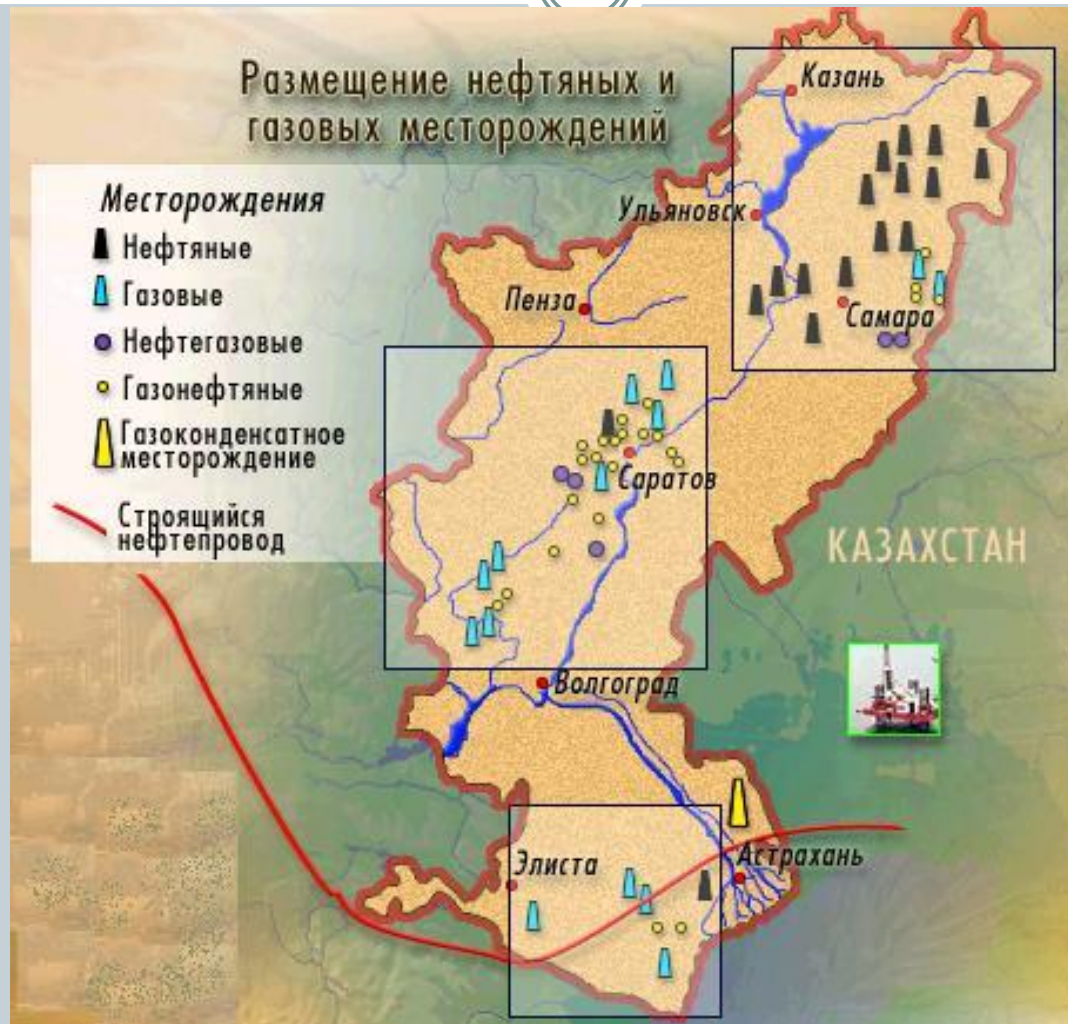 Размещение нефтяных и
газовых месторождений
Месторождения
Нефтяные
Газовые
Нефтегазовые
Газонефтяные
Газоконденсатное
месторождение
Строящийся
нефтепровод
Казань
Ульяновск
Пенза
Самара
Саратов
КАЗАХСТАН
Волгоград
Элиста
Астрахань